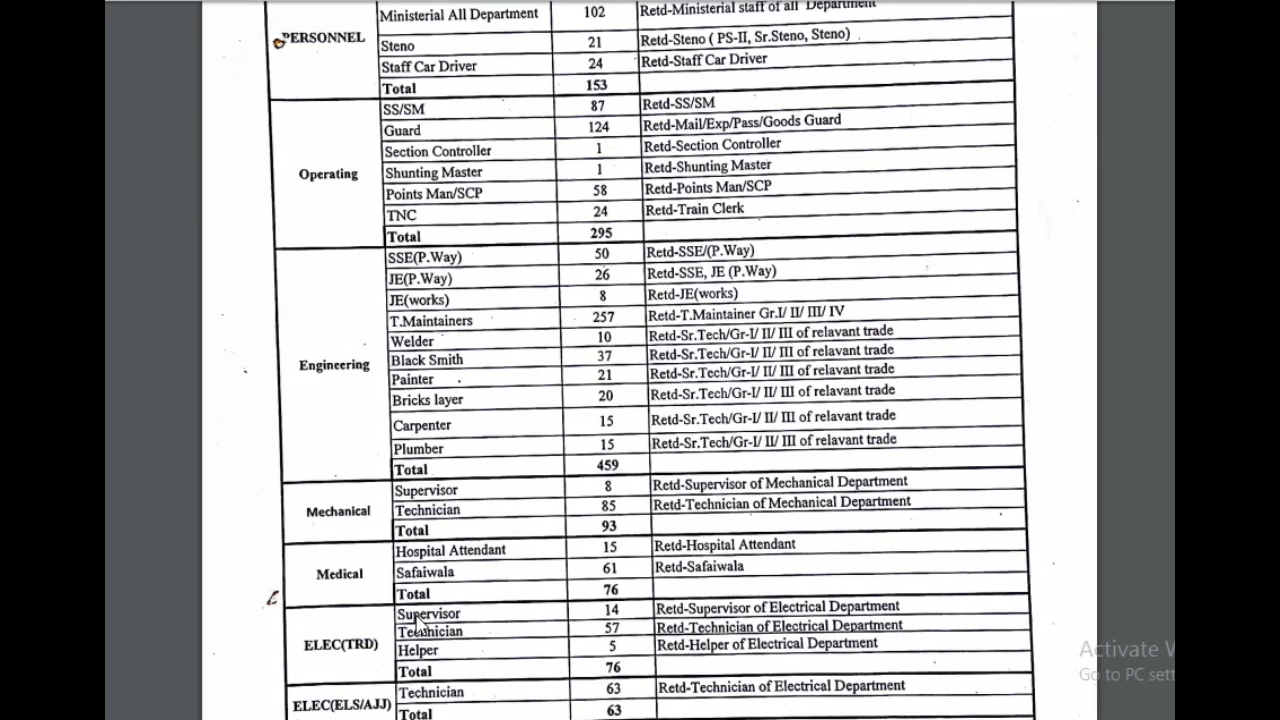 PERSONNEL
Ministerial All Department 102 Retd-Ministerial staff of all Department
Steno 21 Retd-Steno ( PS-II, Sr.Steno, Steno)
Staff Car Driver 24 Retd-Staff Car Driver
Total 153
Operating
SS/SM 87 Retd-SS/SM
Guard 124 Retd-Mail/Exp/Pass/Goods Guard
Section Controller 1 Retd-Section Controller
Shunting Master 1 Retd-Shunting Master
Points Man/SCP 58 Retd-Points Man/SCP
TNC 24 Retd-Train Clerk
Total 295
Engineering
SSE(P.Way) 50 Retd-SSE/(P.Way)
JE(P.Way) 26 Retd-SSE, JE (P.Way)
JE(works) 8 Retd-JE(works)
T.Maintainers 257 Retd-T.Maintainer Gr.I/ II/ III/ IV
Welder 10 Retd-Sr.Tech/Gr-I/ II/ III of relavant trade
Black Smith 37 Retd-Sr.Tech/Gr-I/ II/ III of relavant trade
Painter 21 Retd-Sr.Tech/Gr-I/ II/ III of relavant trade
Bricks layer 20 Retd-Sr.Tech/Gr-I/ II/ III of relavant trade
Carpenter 15 Retd-Sr.Tech/Gr-I/ II/ III of relavant trade
Plumber 15 Retd-Sr.Tech/Gr-I/ II/ III of relavant trade
Total 459
Mechanical
Supervisor 8 Retd-Supervisor of Mechanical Department
Technician 85 Retd-Technician of Mechanical Department
Total 93
Medical
Hospital Attendant 15 Retd-Hospital Attendant
Safaiwala 61 Retd-Safaiwala
Total 76
ELEC(TRD)
Supervisor 14 Retd-Supervisor of Electrical Department
Technician 57 Retd-Technician of Electrical Department
Helper 5 Retd-Helper of Electrical Department
Total 76
ELEC(ELS/AJJ)
Technician 63 Retd-Technician of Electrical Department
Total 63
Activate W
Go to PC sett